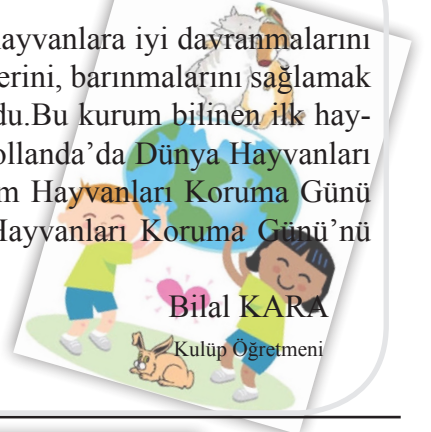 hayvanlara iyi davranmalarını
erini, barınmalarını sağlamak
du.Bu kurum bilinen ilk hay-
ollanda’da Dünya Hayvanları
m Hayvanları Koruma Günü
Hayvanları Koruma Günü’nü
Bilal KARA
Kulüp Öğretmeni